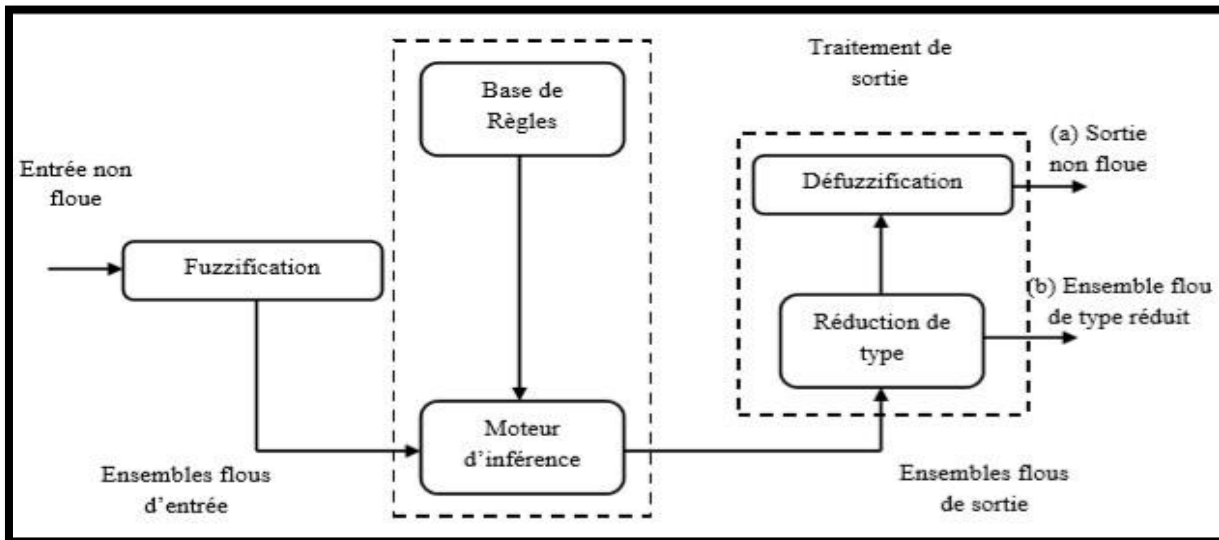 Traitement de
sortie
Base de
Règles
(a) Sortie
non floue
Entrée non
floue
Défuzzification
Fuzzification
(b) Ensemble flou
de type réduit
Réduction de
type
Moteur
d’inférence
Ensembles flous
d’entrée
Ensembles flous
de sortie